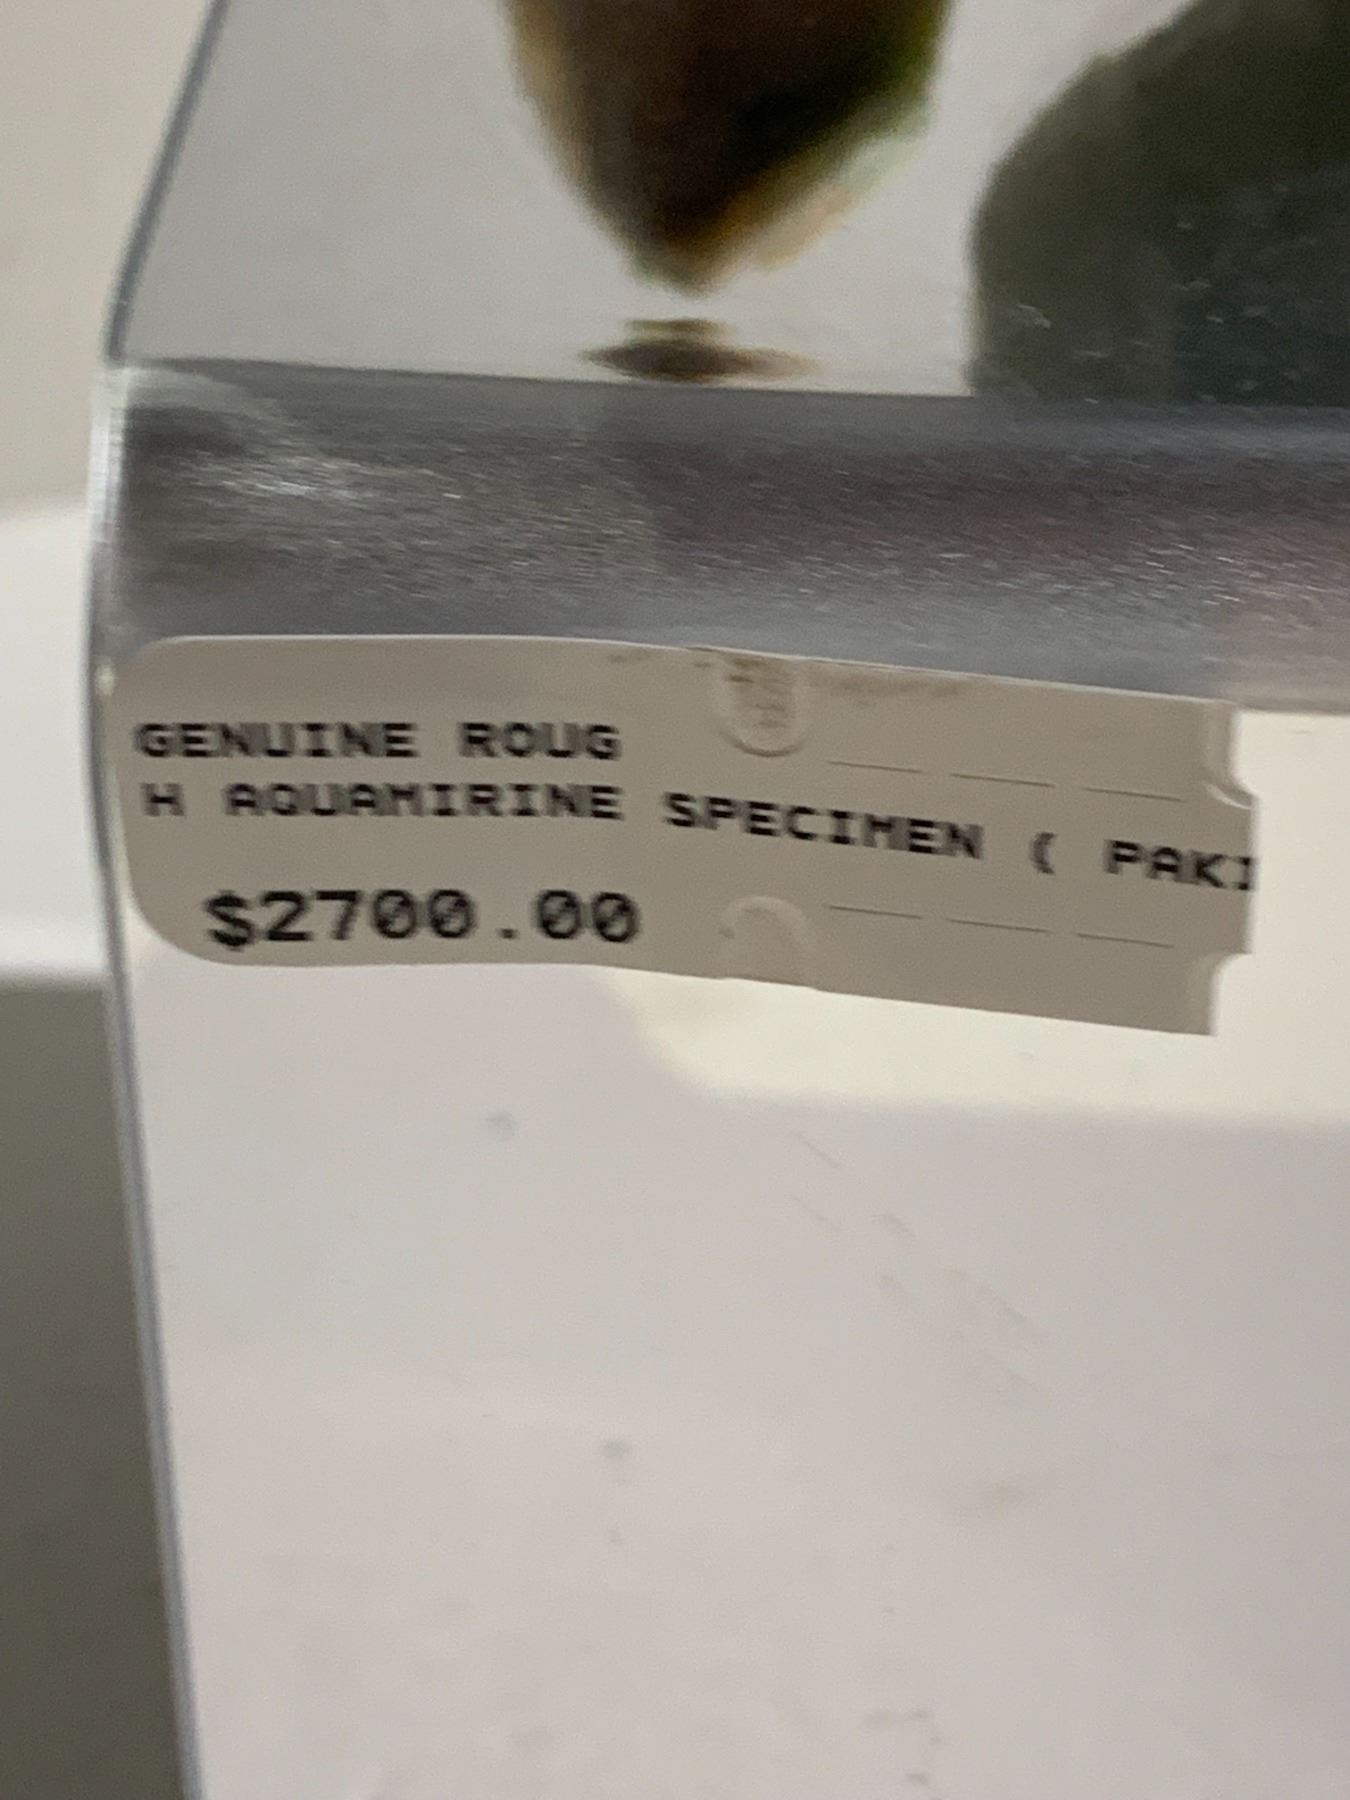 GENUINE ROUG
H AQUAMIRINE SPECIMEN ( PAKI
$2700.00